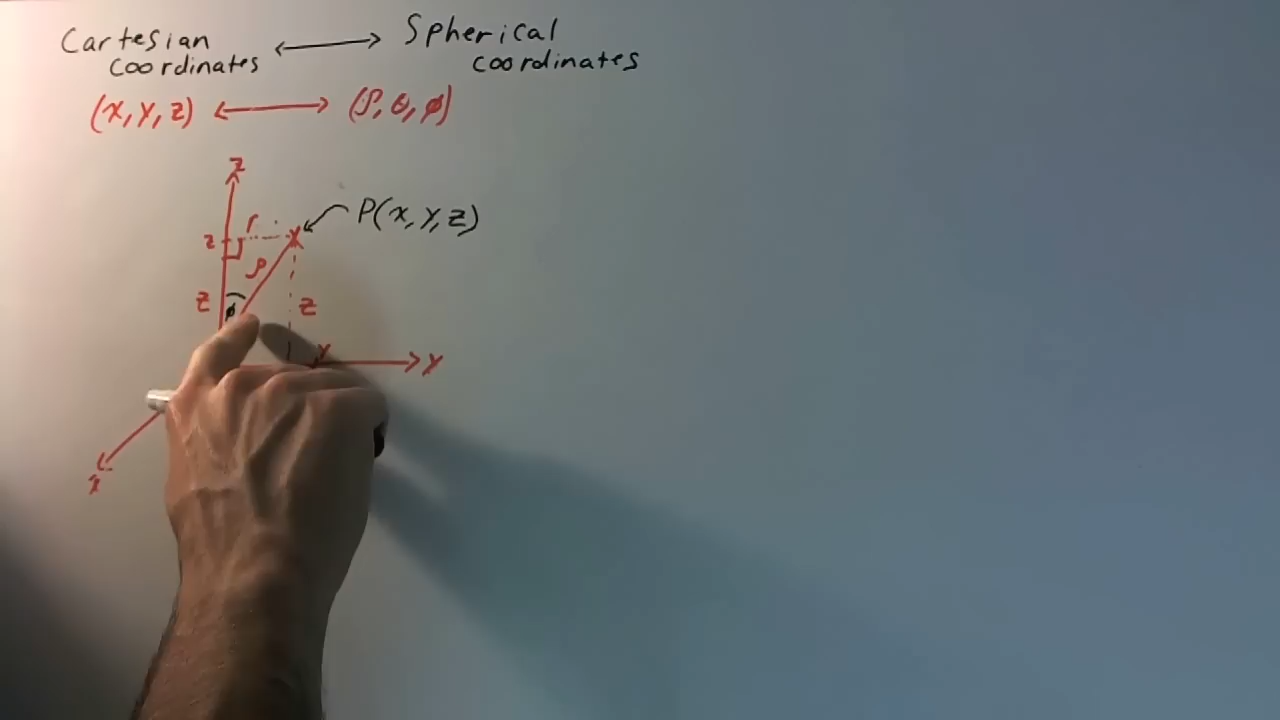 Cartesian coordinates ⟷ Spherical coordinates
(x, y, z) ⟷ (ρ, θ, φ)
z
r
P(x, y, z)
z
ρ
z
φ
z
y
y
x